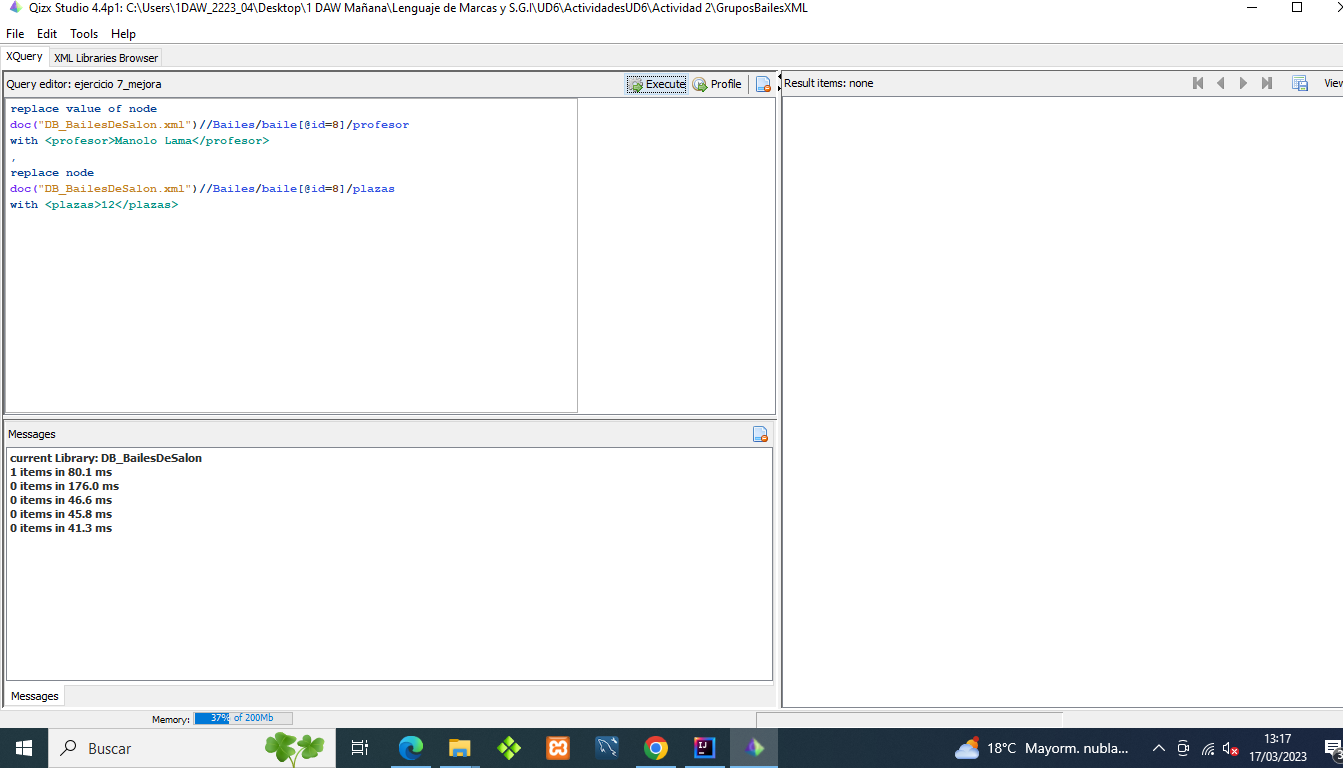 Qizx Studio 4.4p1: C:\Users\1DAW_2223_04\Desktop\1 DAW Mañana\Lenguaje de Marcas y S.G.I\UD6\ActividadesUD6\Actividad 2\GruposBailesXML
File Edit Tools Help
XQuery XML Libraries Browser
Query editor: ejercicio 7_mejora Execute Profile
replace value of node
doc("DB_BailesDeSalon.xml")//Bailes/baile[@id=8]/profesor
with <profesor>Manolo Lama</profesor>
,
replace node
doc("DB_BailesDeSalon.xml")//Bailes/baile[@id=8]/plazas
with <plazas>12</plazas>
Result items: none View
Messages
current Library: DB_BailesDeSalon
1 items in 80.1 ms
0 items in 176.0 ms
0 items in 46.6 ms
0 items in 45.8 ms
0 items in 41.3 ms
Messages
Memory: 37% of 200Mb
Buscar
IJ
18°C Mayorm. nubla...
13:17
17/03/2023